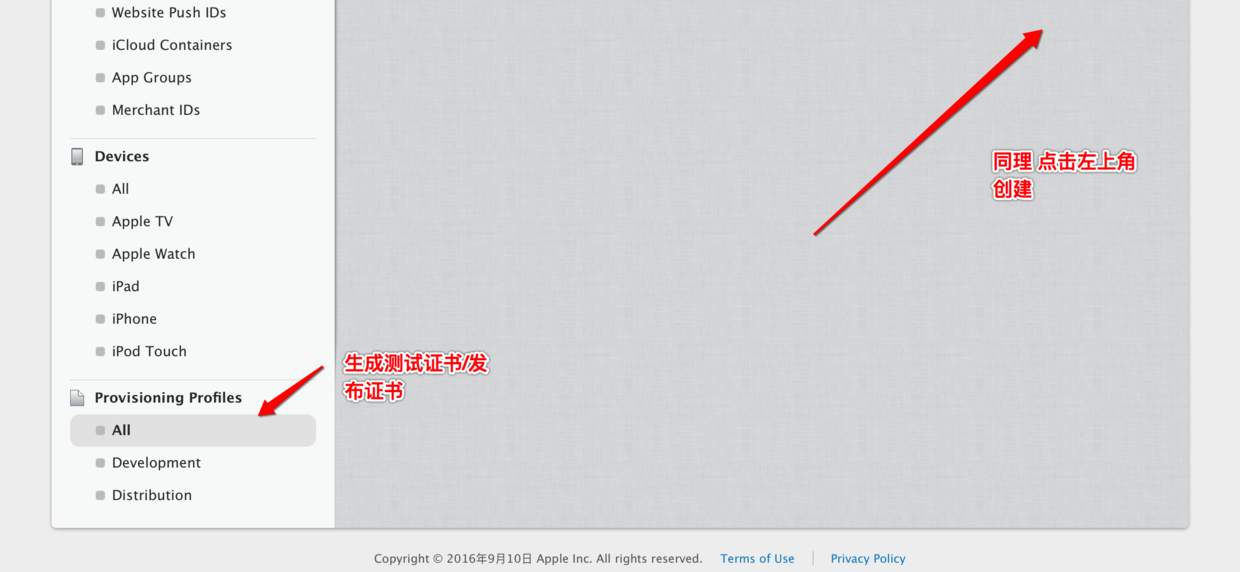 Website Push IDs
iCloud Containers
App Groups
Merchant IDs
Devices
All
Apple TV
Apple Watch
iPad
iPhone
iPod Touch
Provisioning Profiles
All
Development
Distribution
同理 点击左上角
创建
生成测试证书/发
布证书
Copyright © 2016年9月10日 Apple Inc. All rights reserved. Terms of Use Privacy Policy